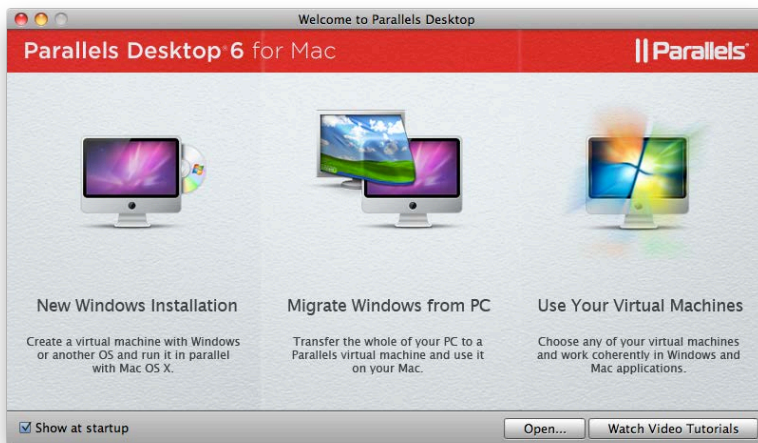 Welcome to Parallels Desktop
Parallels Desktop® 6 for Mac
|| Parallels®
New Windows Installation
Create a virtual machine with Windows
or another OS and run it in parallel
with Mac OS X.
Migrate Windows from PC
Transfer the whole of your PC to a
Parallels virtual machine and use it
on your Mac.
Use Your Virtual Machines
Choose any of your virtual machines
and work coherently in Windows and
Mac applications.
Show at startup
Open...
Watch Video Tutorials